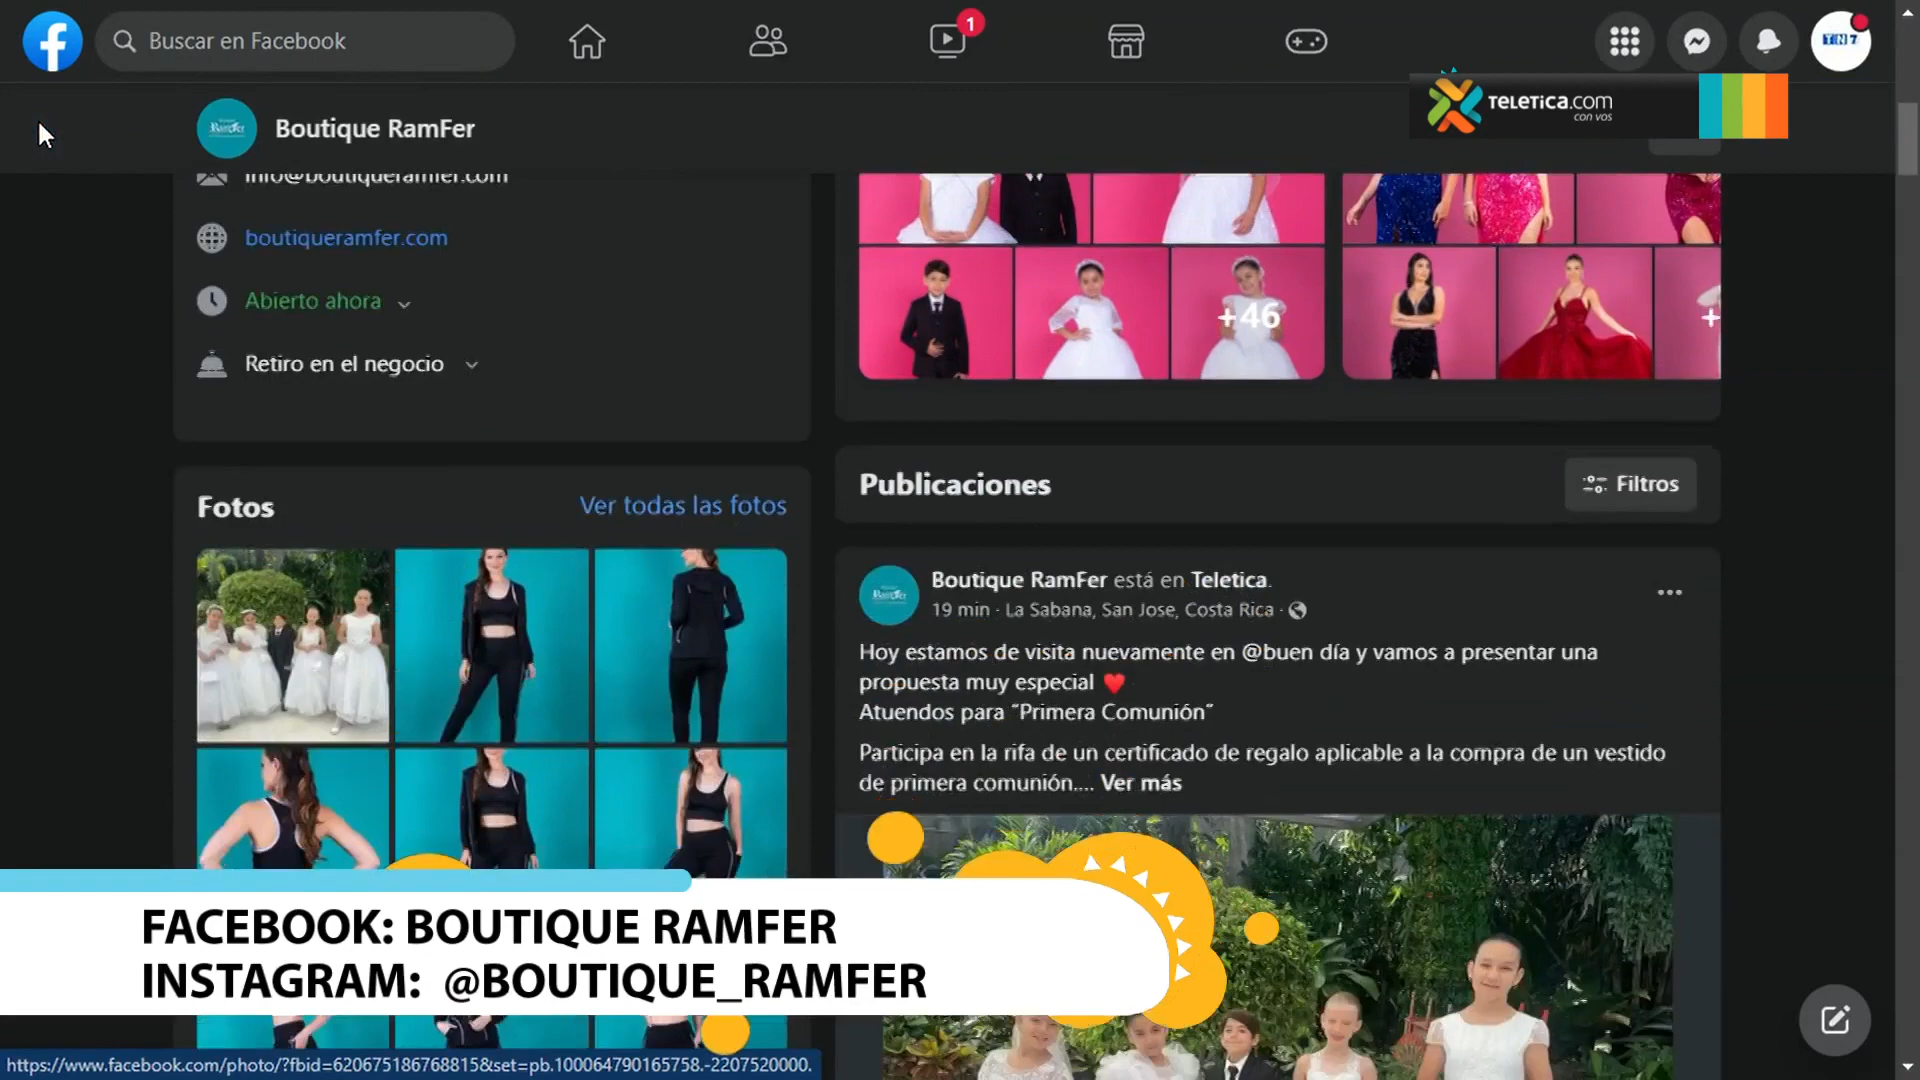 Buscar en Facebook
1
TN7
TELETICA.COM
con vos
Boutique RamFer
info@boutiqueramfer.com
boutiqueramfer.com
Abierto ahora
Retiro en el negocio
+46
+
Fotos
Ver todas las fotos
Publicaciones
Filtros
Boutique RamFer está en Teletica.
19 min · La Sabana, San Jose, Costa Rica ·
Hoy estamos de visita nuevamente en @buen día y vamos a presentar una
propuesta muy especial ❤️
Atuendos para “Primera Comunión”
Participa en la rifa de un certificado de regalo aplicable a la compra de un vestido
de primera comunión.... Ver más
FACEBOOK: BOUTIQUE RAMFER
INSTAGRAM: @BOUTIQUE_RAMFER
https://www.facebook.com/photo/?fbid=620675186768815&set=pb.100064790165758.-2207520000.